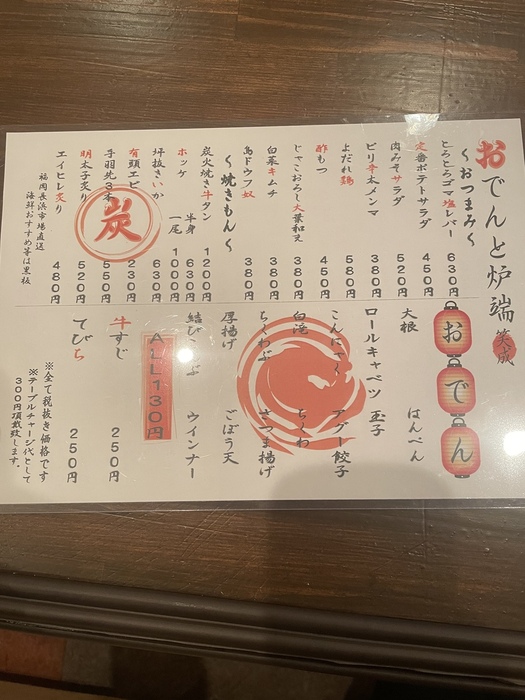 おでんと炉端 笑成
〜おつまみ〜
とろとろゴマ塩レバー 630円
定番ポテトサラダ 450円
肉みそサラダ 520円
ピリ辛太メンマ 380円
よだれ鶏 580円
酢もつ 450円
じゃこおろし大葉和え 380円
白菜キムチ 380円
島ドウフ奴 380円
〜焼きもん〜
炭火焼き牛タン 1200円
ホッケ 半身 630円
一尾 1000円
坪抜きいか 630円
有頭エビ 230円
手羽先3本 550円
明太子炙り 520円
エイヒレ炙り 480円
福岡長浜市場直送
海鮮おすすめ等は黒板
炭
おでん
大根 はんぺん
ロールキャベツ 玉子
こんにゃく アグー餃子
白滝 ちくわ
ちくわぶ さつま揚げ
厚揚げ ごぼう天
結びこんぶ ウインナー
ALL130円
牛すじ 250円
てびち 250円
※全て税抜き価格です
※テーブルチャージ代として
300円頂戴致します。